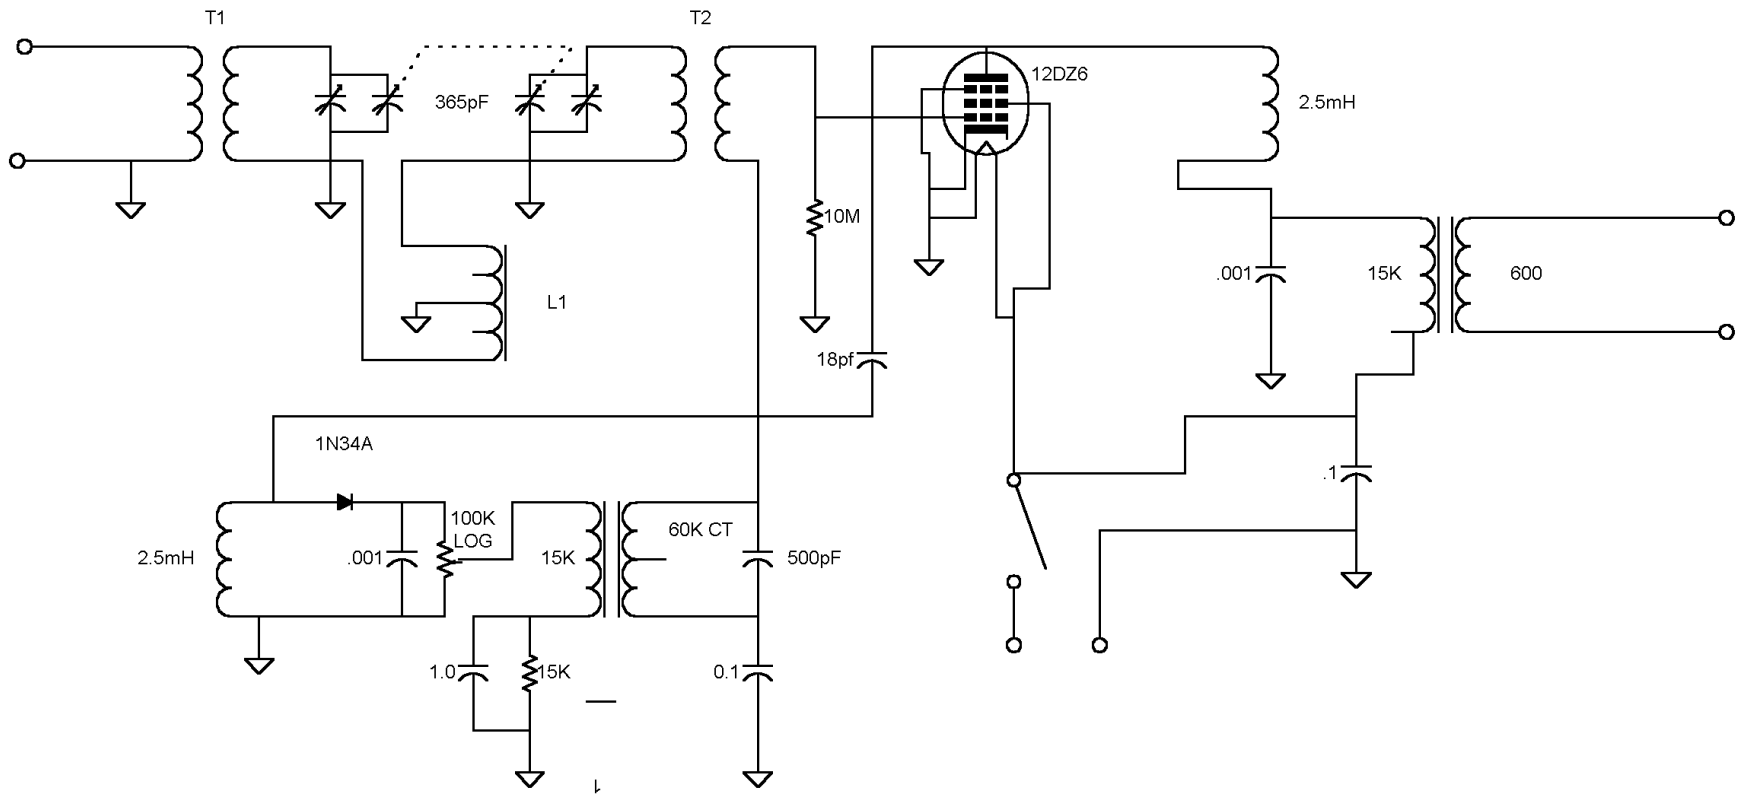 T1
T2
12DZ6
365pF
2.5mH
10M
.001
15K
600
L1
18pf
1N34A
.1
100K
LOG
60K CT
2.5mH
.001
15K
500pF
1.0
15K
0.1